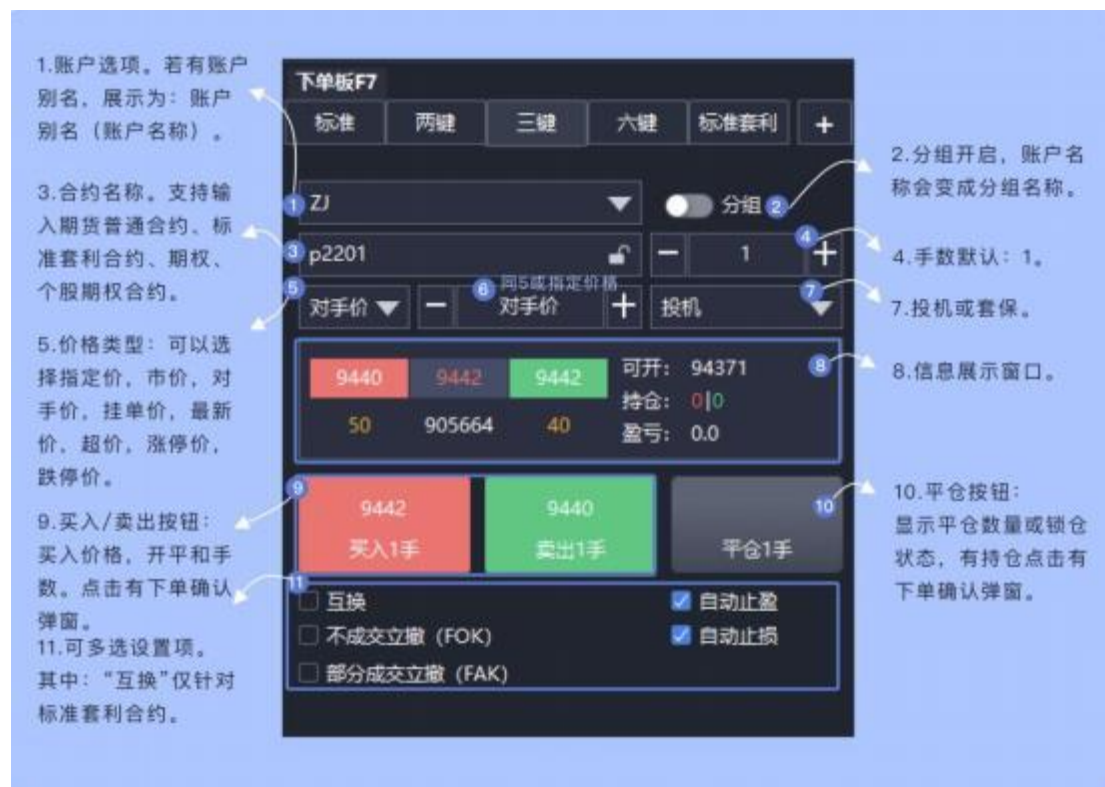 1.账户选项。若有账户
别名，展示为：账户
别名（账户名称）。
3.合约名称。支持输
入期货普通合约、标
准套利合约、期权、
个股期权合约。
5.价格类型：可以选
择指定价，市价，对
手价，挂单价，最新
价，超价，涨停价，
跌停价。
9.买入/卖出按钮：
买入价格，开平和手
数。点击有下单确认
弹窗。
11.可多选设置项。
其中：“互换”仅针对
标准套利合约。
下单板F7
标准 两键 三键 六键 标准套利 +
1 ZJ 分组 2
3 p2201 － 1 4 +
5 6 同5或指定价格 7
对手价 － 对手价 + 投机
9440 9442 9442 可开： 94371 8
持仓： 0|0
50 905664 40 盈亏： 0.0
9 9442 9440 10
买入1手 卖出1手 平仓1手
11 互换 自动止盈
不成交立撤（FOK） 自动止损
部分成交立撤（FAK）
2.分组开启，账户名
称会变成分组名称。
4.手数默认：1。
7.投机或套保。
8.信息展示窗口。
10.平仓按钮：
显示平仓数量或锁仓
状态，有持仓点击有
下单确认弹窗。